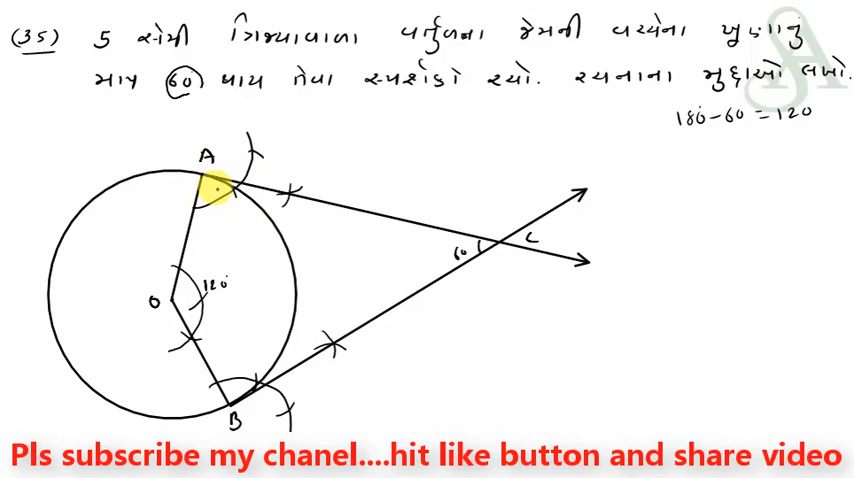 (35) 5 સેમી ત્રિજ્યાવાળા વર્તુળના જેમની વચ્ચેના ખૂણાનું
માપ 60 થાય તેવા સ્પર્શકો રચો. રચનાના મુદ્દાઓ લખો.
180-60=120
A
C
60
120°
O
B
Pls subscribe my chanel....hit like button and share video